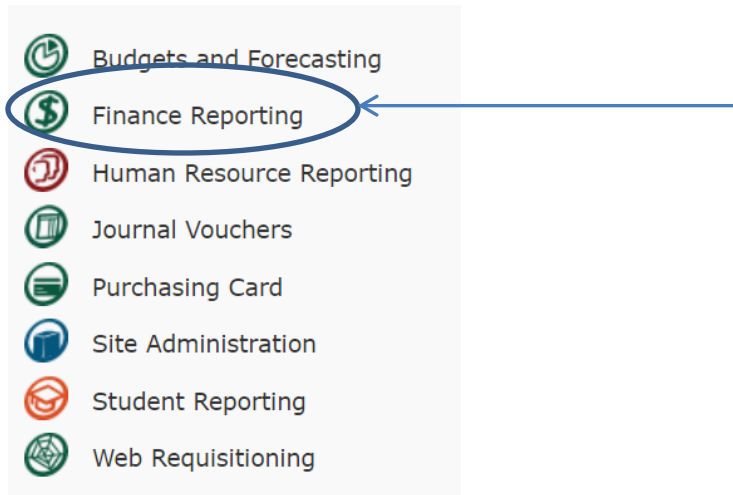 Budgets and Forecasting
Finance Reporting
Human Resource Reporting
Journal Vouchers
Purchasing Card
Site Administration
Student Reporting
Web Requisitioning